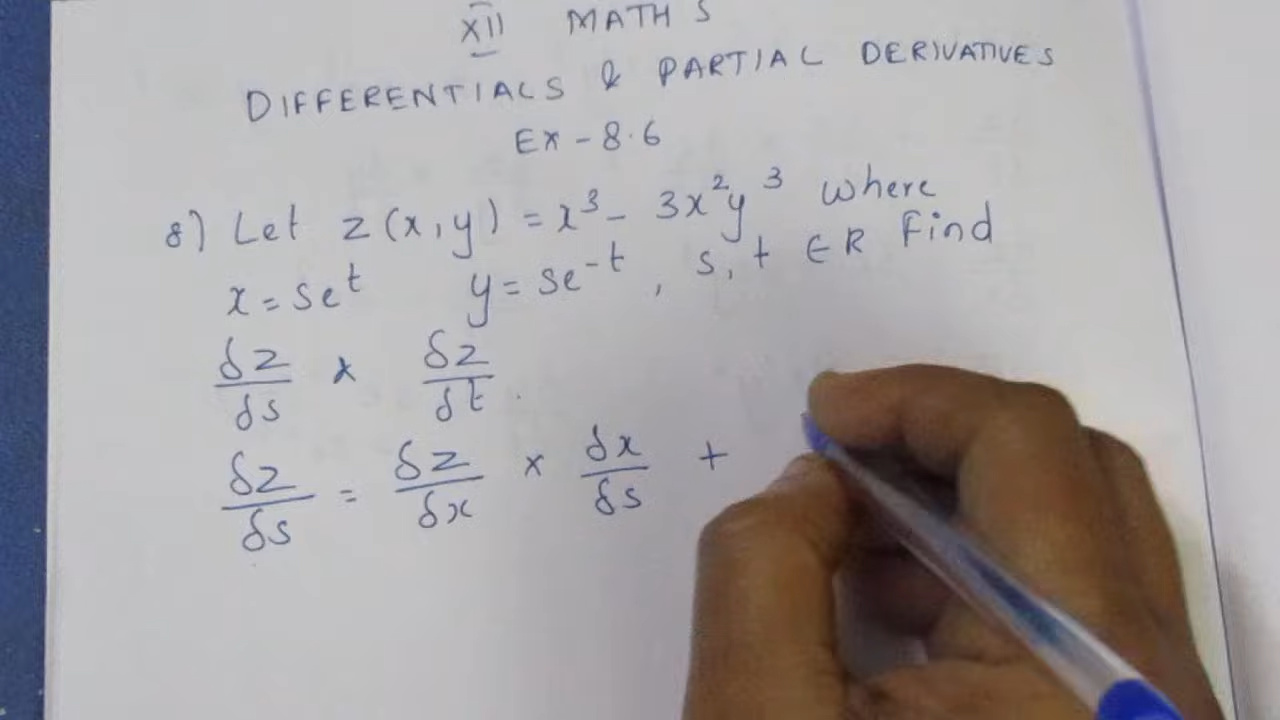 XII MATHS
DIFFERENTIALS & PARTIAL DERIVATIVES
EX - 8.6
8) Let z(x,y) = x³ - 3x²y³ where
x = se^t y = se^-t, s, t ∈ R Find
δz/δs & δz/δt.
δz/δs = δz/δx × δx/δs +